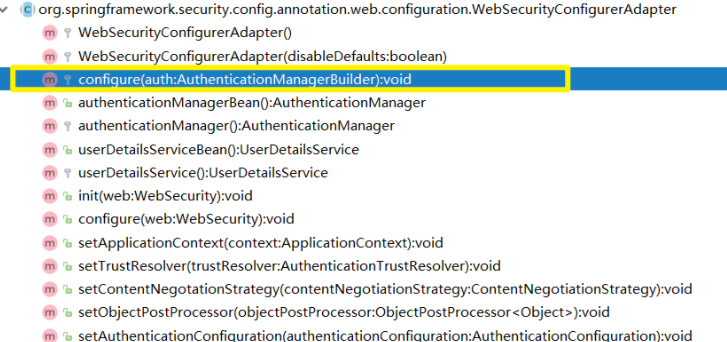 org.springframework.security.config.annotation.web.configuration.WebSecurityConfigurerAdapter
WebSecurityConfigurerAdapter()
WebSecurityConfigurerAdapter(disableDefaults:boolean)
configure(auth:AuthenticationManagerBuilder):void
authenticationManagerBean():AuthenticationManager
authenticationManager():AuthenticationManager
userDetailsServiceBean():UserDetailsService
userDetailsService():UserDetailsService
init(web:WebSecurity):void
configure(web:WebSecurity):void
setApplicationContext(context:ApplicationContext):void
setTrustResolver(trustResolver:AuthenticationTrustResolver):void
setContentNegotationStrategy(contentNegotiationStrategy:ContentNegotiationStrategy):void
setObjectPostProcessor(objectPostProcessor:ObjectPostProcessor<Object>):void
setAuthenticationConfiguration(authenticationConfiguration:AuthenticationConfiguration):void